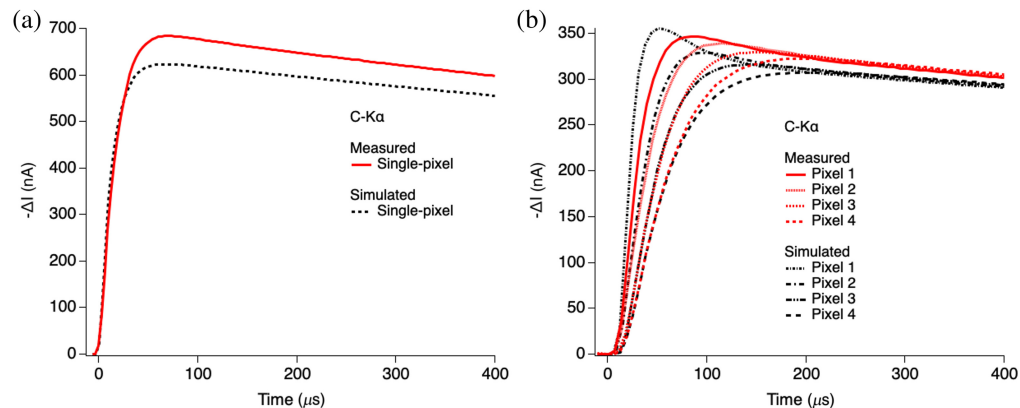 (a)
700
600
500
400
300
200
100
0
-ΔI (nA)
0
100
200
300
400
Time (μs)
C-Kα
Measured
Single-pixel
Simulated
Single-pixel
(b)
350
300
250
200
150
100
50
0
-ΔI (nA)
0
100
200
300
400
Time (μs)
C-Kα
Measured
Pixel 1
Pixel 2
Pixel 3
Pixel 4
Simulated
Pixel 1
Pixel 2
Pixel 3
Pixel 4